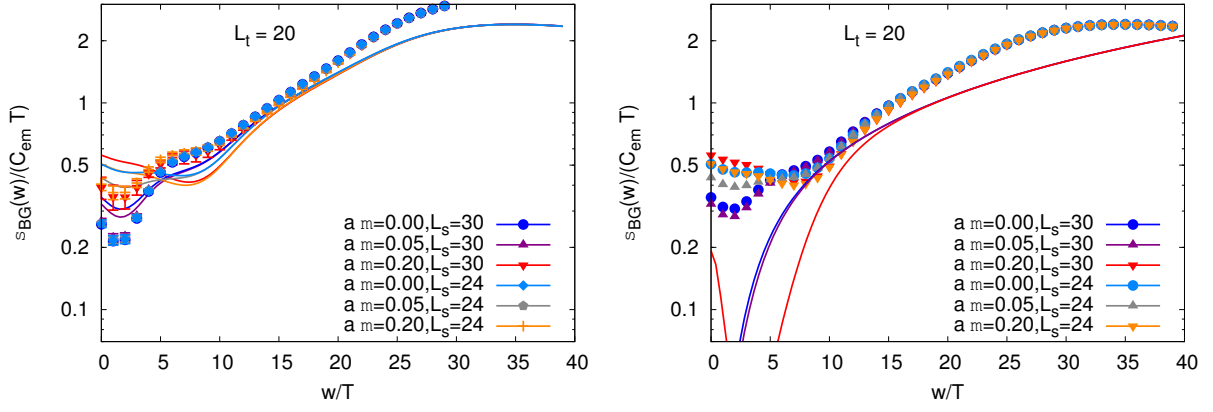 L_t = 20
s_BG(w)/(C_em T)
2
1
0.5
0.2
0.1
a m=0.00,L_s=30
a m=0.05,L_s=30
a m=0.20,L_s=30
a m=0.00,L_s=24
a m=0.05,L_s=24
a m=0.20,L_s=24
0 5 10 15 20 25 30 35 40
w/T
L_t = 20
s_BG(w)/(C_em T)
2
1
0.5
0.2
0.1
a m=0.00,L_s=30
a m=0.05,L_s=30
a m=0.20,L_s=30
a m=0.00,L_s=24
a m=0.05,L_s=24
a m=0.20,L_s=24
0 5 10 15 20 25 30 35 40
w/T